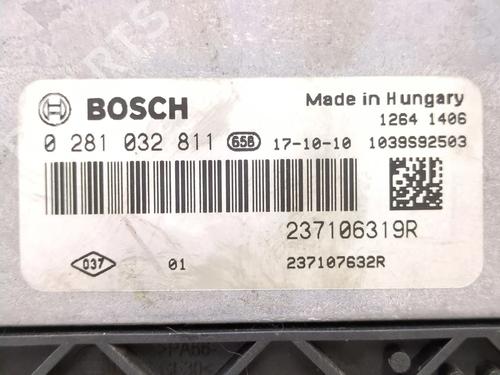 BOSCH
Made in Hungary
1264 1406
0 281 032 811 658 17-10-10 1039S92503
237106319R
037 01 237107632R